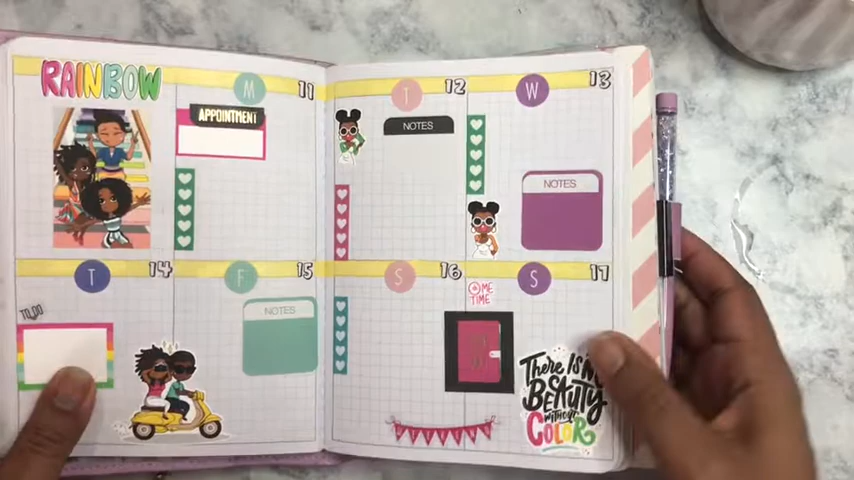 RAINBOW
M
11
APPOINTMENT
T
12
NOTES
W
13
NOTES
T
14
TO DO
F
15
NOTES
S
16
ME
TIME
S
17
There Is No
BEAUTY
WITHOUT
COLOR